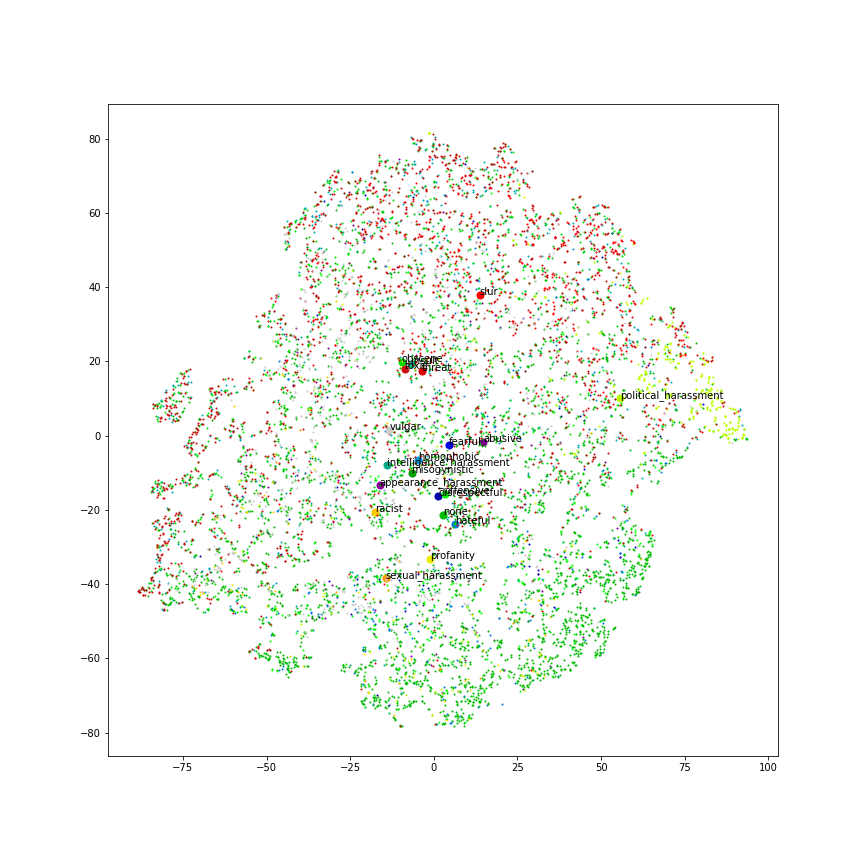 80
60
40
20
0
−20
−40
−60
−80
slur
obscene
threat
political_harassment
vulgar
fearful
abusive
homophobic
intelligence_harassment
misogynistic
appearance_harassment
disrespectful
racist
none
hateful
profanity
sexual_harassment
−75
−50
−25
0
25
50
75
100